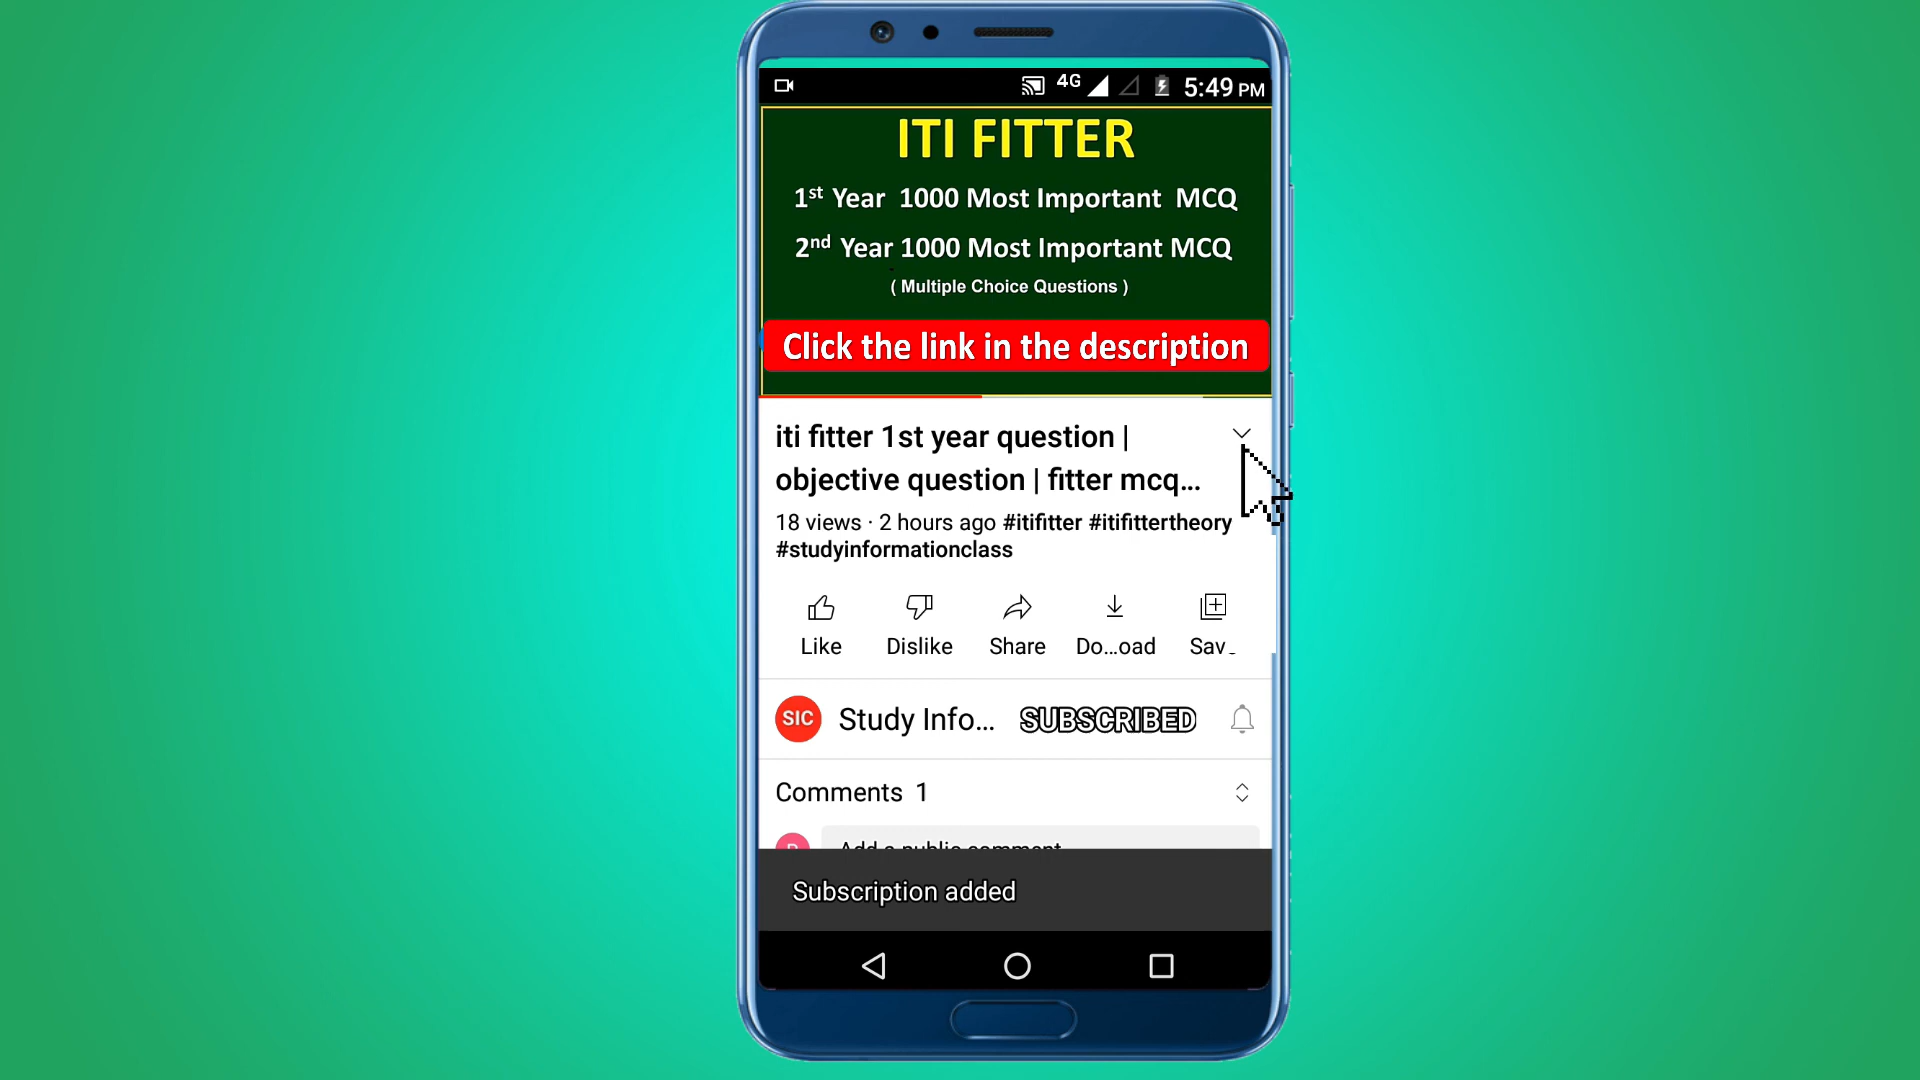 4G 5:49 PM
ITI FITTER
1st Year 1000 Most Important MCQ
2nd Year 1000 Most Important MCQ
( Multiple Choice Questions )
Click the link in the description
iti fitter 1st year question |
objective question | fitter mcq...
18 views · 2 hours ago #itifitter #itifittertheory
#studyinformationclass
Like Dislike Share Do...oad Sav
SIC Study Info... SUBSCRIBED
Comments 1
Add a public comment
Subscription added